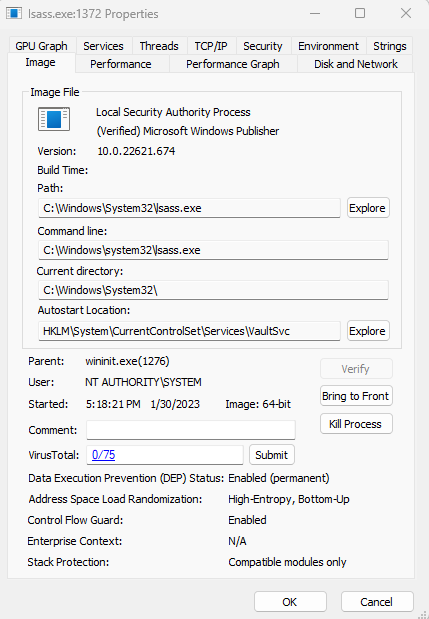 lsass.exe:1372 Properties
GPU Graph Services Threads TCP/IP Security Environment Strings
Image Performance Performance Graph Disk and Network
Image File
Local Security Authority Process
(Verified) Microsoft Windows Publisher
Version: 10.0.22621.674
Build Time:
Path:
C:\Windows\System32\lsass.exe Explore
Command line:
C:\Windows\system32\lsass.exe
Current directory:
C:\Windows\System32\
Autostart Location:
HKLM\System\CurrentControlSet\Services\VaultSvc Explore
Parent: wininit.exe(1276) Verify
User: NT AUTHORITY\SYSTEM
Bring to Front
Started: 5:18:21 PM 1/30/2023 Image: 64-bit
Kill Process
Comment:
VirusTotal: 0/75 Submit
Data Execution Prevention (DEP) Status: Enabled (permanent)
Address Space Load Randomization: High-Entropy, Bottom-Up
Control Flow Guard: Enabled
Enterprise Context: N/A
Stack Protection: Compatible modules only
OK Cancel